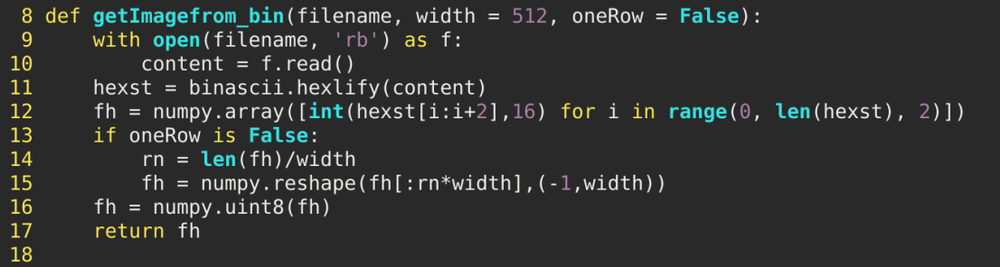 8 def getImagefrom_bin(filename, width = 512, oneRow = False):
9     with open(filename, 'rb') as f:
10         content = f.read()
11     hexst = binascii.hexlify(content)
12     fh = numpy.array([int(hexst[i:i+2],16) for i in range(0, len(hexst), 2)])
13     if oneRow is False:
14         rn = len(fh)/width
15         fh = numpy.reshape(fh[:rn*width],(-1,width))
16     fh = numpy.uint8(fh)
17     return fh
18